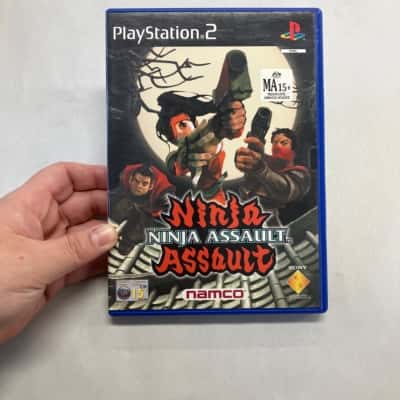 PlayStation 2
MA15+
Ninja
NINJA ASSAULT
Assault
namco
SONY